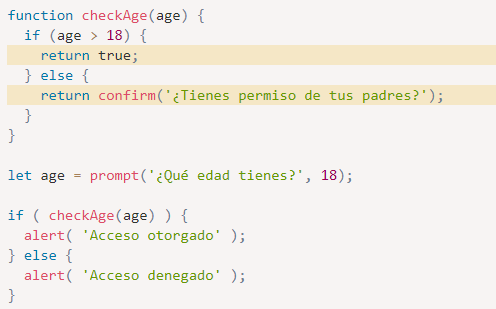 function checkAge(age) {
  if (age > 18) {
    return true;
  } else {
    return confirm('¿Tienes permiso de tus padres?');
  }
}

let age = prompt('¿Qué edad tienes?', 18);

if ( checkAge(age) ) {
  alert( 'Acceso otorgado' );
} else {
  alert( 'Acceso denegado' );
}